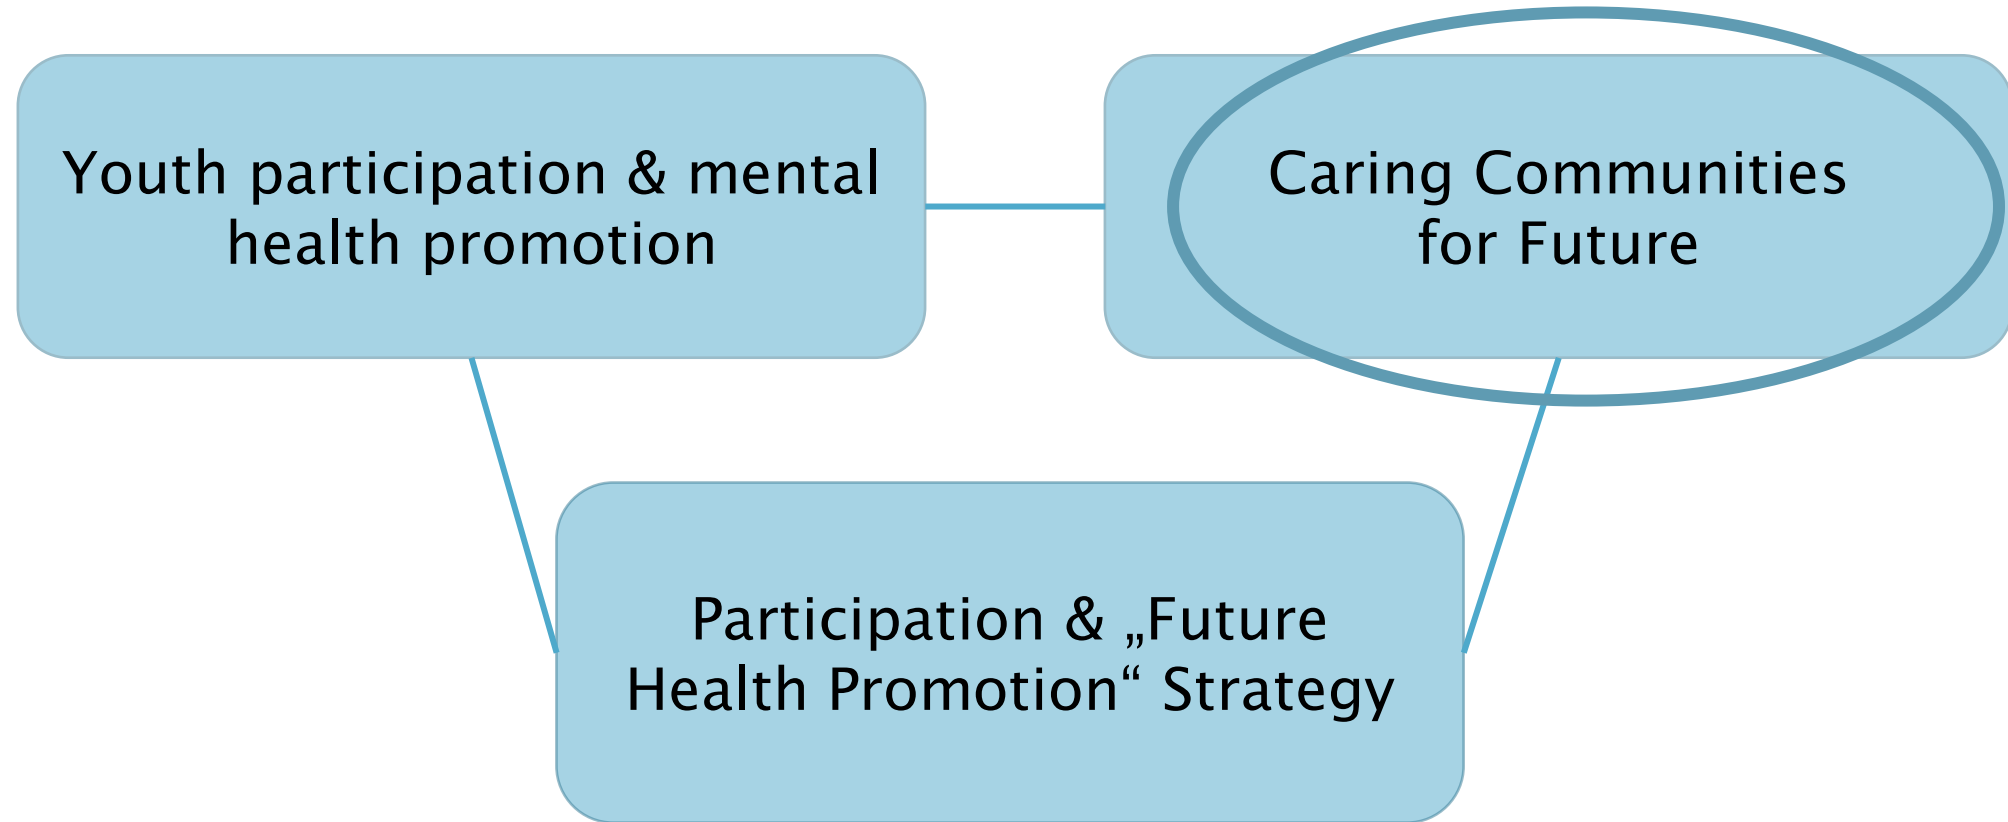 Youth participation & mental
health promotion
Caring Communities
for Future
Participation & „Future
Health Promotion“ Strategy